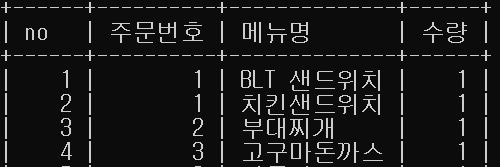 no 주문번호 메뉴명 수량
1 1 BLT 샌드위치 1
2 1 치킨샌드위치 1
3 2 부대찌개 1
4 3 고구마돈까스 1